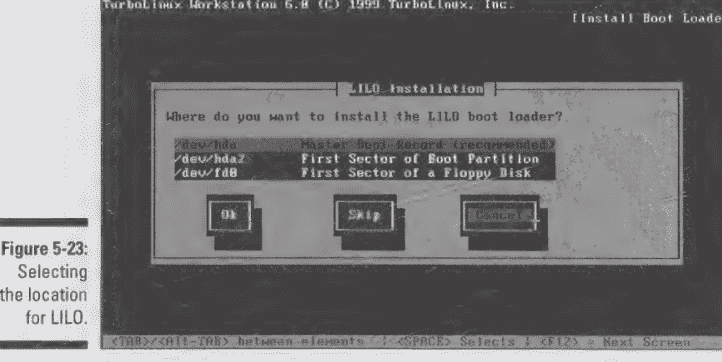 TurboLinux Workstation 6.0 (C) 1999 TurboLinux, Inc.
[Install Boot Loade
LILO Installation
Where do you want to install the LILO boot loader?
/dev/hda Master Boot Record (recommended)
/dev/hda2 First Sector of Boot Partition
/dev/fd0 First Sector of a Floppy Disk
Ok Skip Cancel
Figure 5-23:
Selecting
the location
for LILO.
<TAB>/<Alt-TAB> between elements | <SPACE> Selects | <F12> = Next Screen